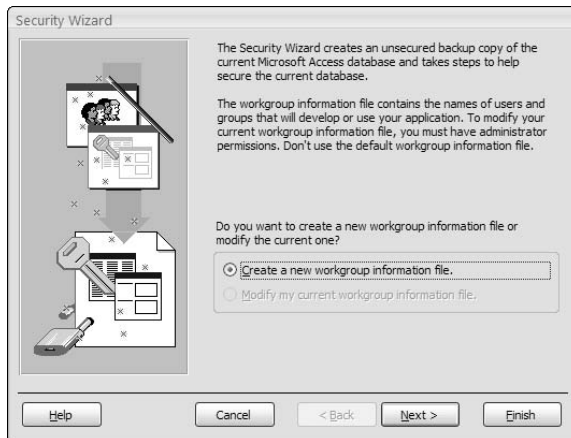 Security Wizard
The Security Wizard creates an unsecured backup copy of the
current Microsoft Access database and takes steps to help
secure the current database.
The workgroup information file contains the names of users and
groups that will develop or use your application. To modify your
current workgroup information file, you must have administrator
permissions. Don't use the default workgroup information file.
Do you want to create a new workgroup information file or
modify the current one?
Create a new workgroup information file.
Modify my current workgroup information file.
Help
Cancel
< Back
Next >
Finish